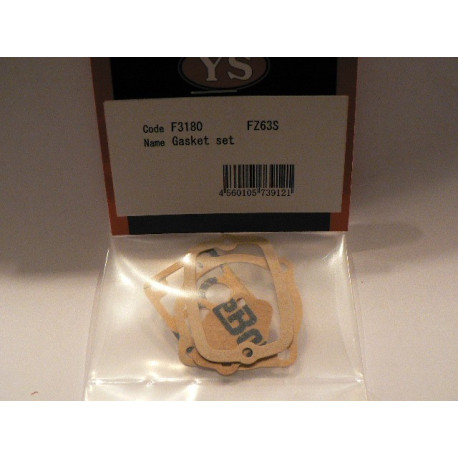 YS
Code F3180 FZ63S
Name Gasket set
4560105739121